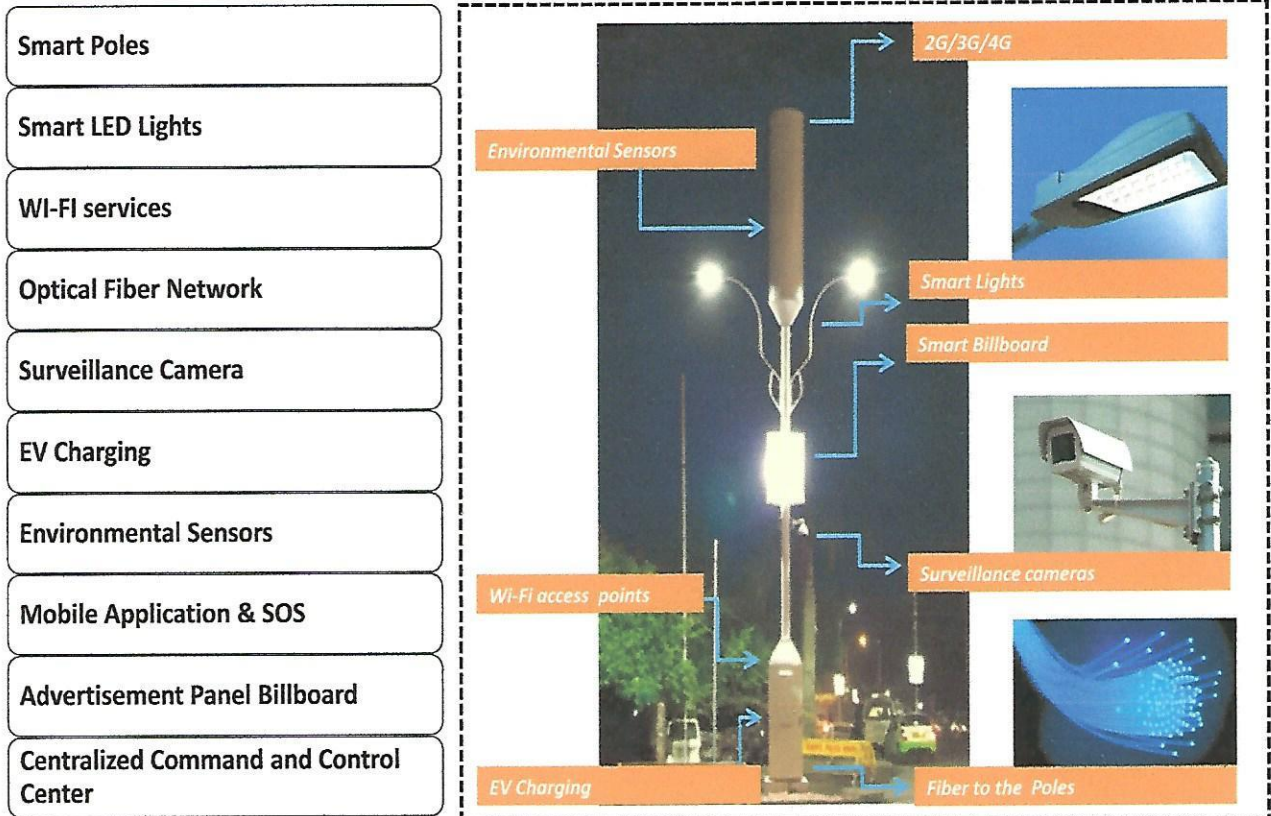 Smart Poles
Smart LED Lights
WI-FI services
Optical Fiber Network
Surveillance Camera
EV Charging
Environmental Sensors
Mobile Application & SOS
Advertisement Panel Billboard
Centralized Command and Control
Center
2G/3G/4G
Environmental Sensors
Smart Lights
Smart Billboard
Surveillance cameras
Wi-Fi access points
EV Charging
Fiber to the Poles